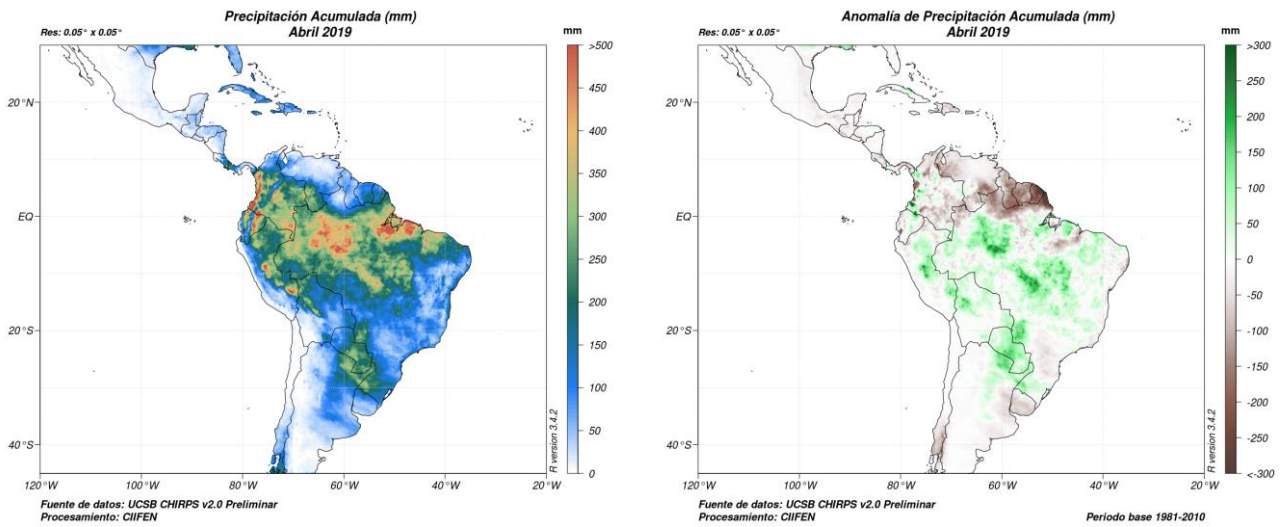 Precipitación Acumulada (mm)
Abril 2019
Res: 0.05° x 0.05°
mm
>500
450
400
350
300
250
200
150
100
50
0
20°N
EQ
20°S
40°S
120°W
100°W
80°W
60°W
40°W
20°W
R version 3.4.2
Fuente de datos: UCSB CHIRPS v2.0 Preliminar
Procesamiento: CIIFEN
Anomalía de Precipitación Acumulada (mm)
Abril 2019
Res: 0.05° x 0.05°
mm
>300
250
200
150
100
50
0
-50
-100
-150
-200
-250
<-300
20°N
EQ
20°S
40°S
120°W
100°W
80°W
60°W
40°W
20°W
R version 3.4.2
Fuente de datos: UCSB CHIRPS v2.0 Preliminar
Procesamiento: CIIFEN
Periodo base 1981-2010